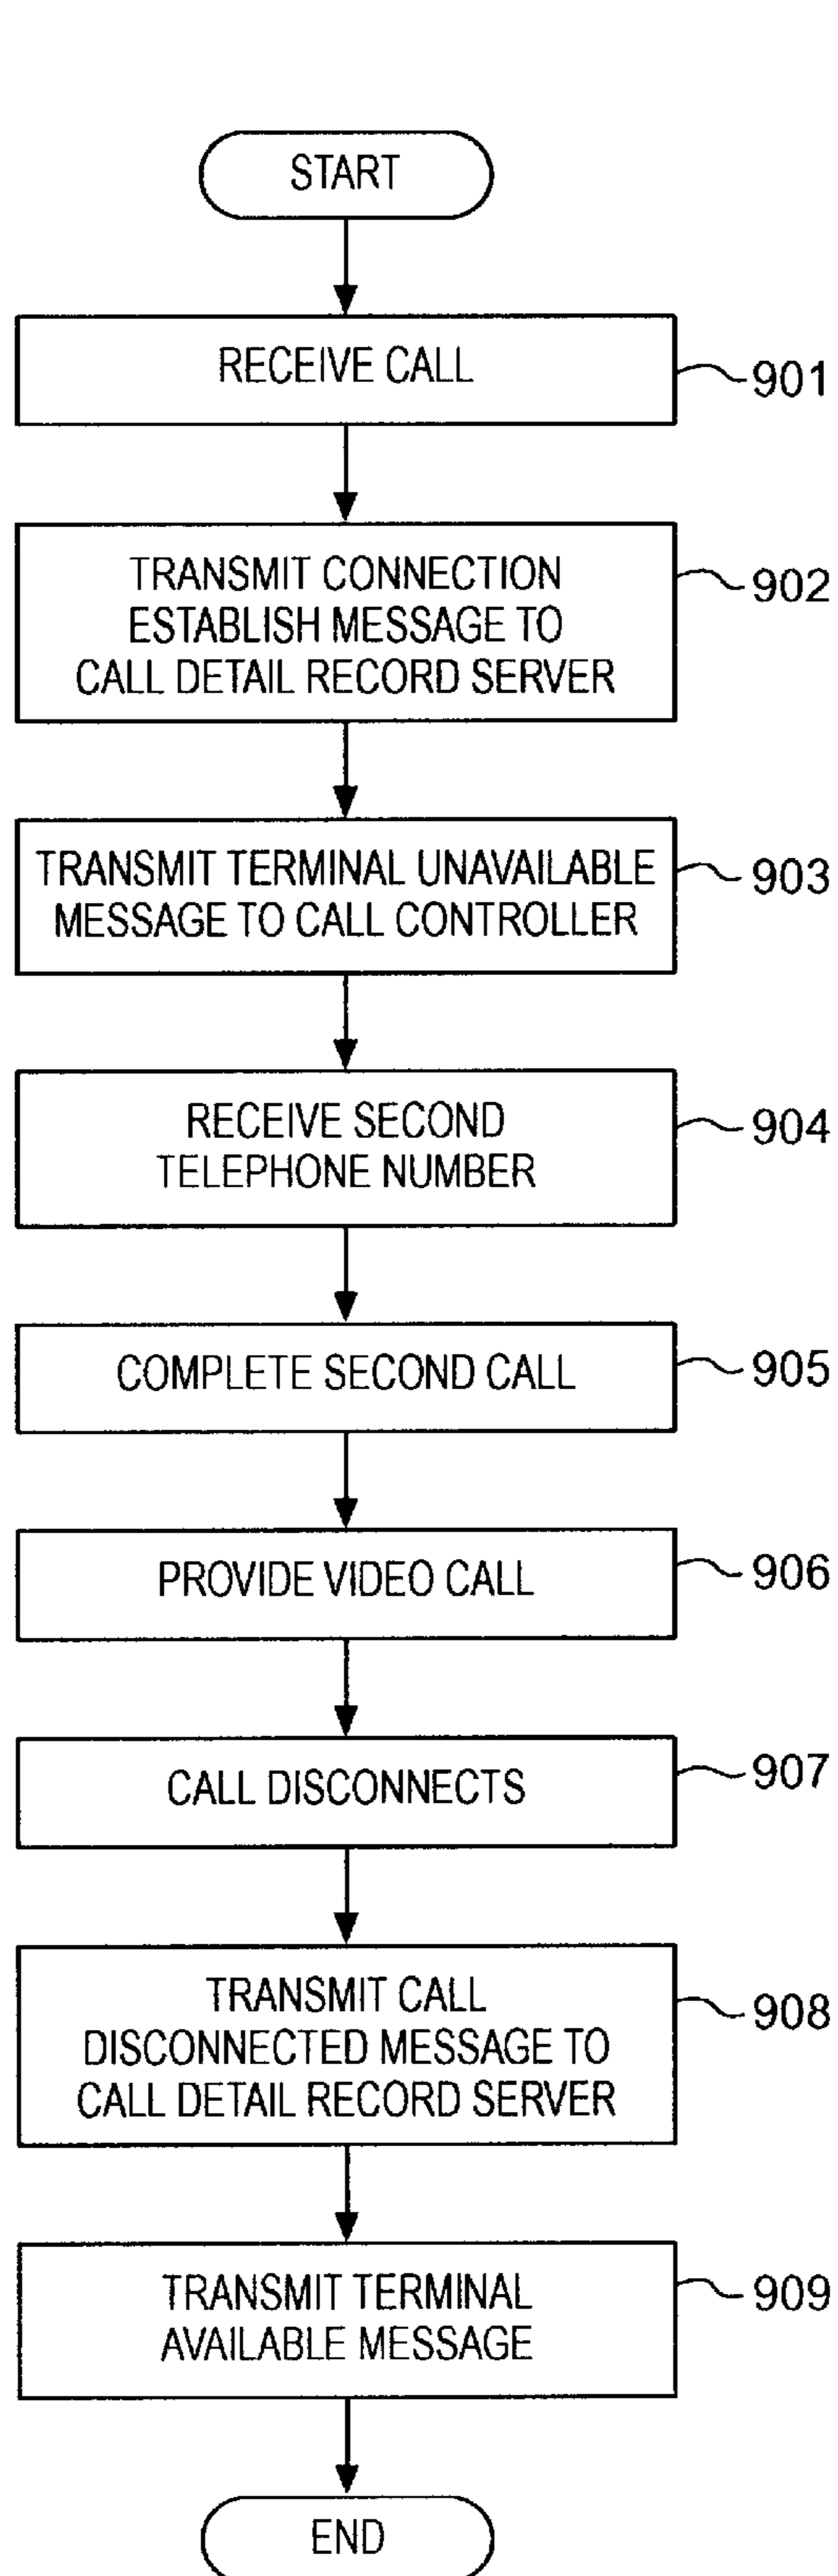 START
RECEIVE CALL
901
TRANSMIT CONNECTION
ESTABLISH MESSAGE TO
CALL DETAIL RECORD SERVER
902
TRANSMIT TERMINAL UNAVAILABLE
MESSAGE TO CALL CONTROLLER
903
RECEIVE SECOND
TELEPHONE NUMBER
904
COMPLETE SECOND CALL
905
PROVIDE VIDEO CALL
906
CALL DISCONNECTS
907
TRANSMIT CALL
DISCONNECTED MESSAGE TO
CALL DETAIL RECORD SERVER
908
TRANSMIT TERMINAL
AVAILABLE MESSAGE
909
END